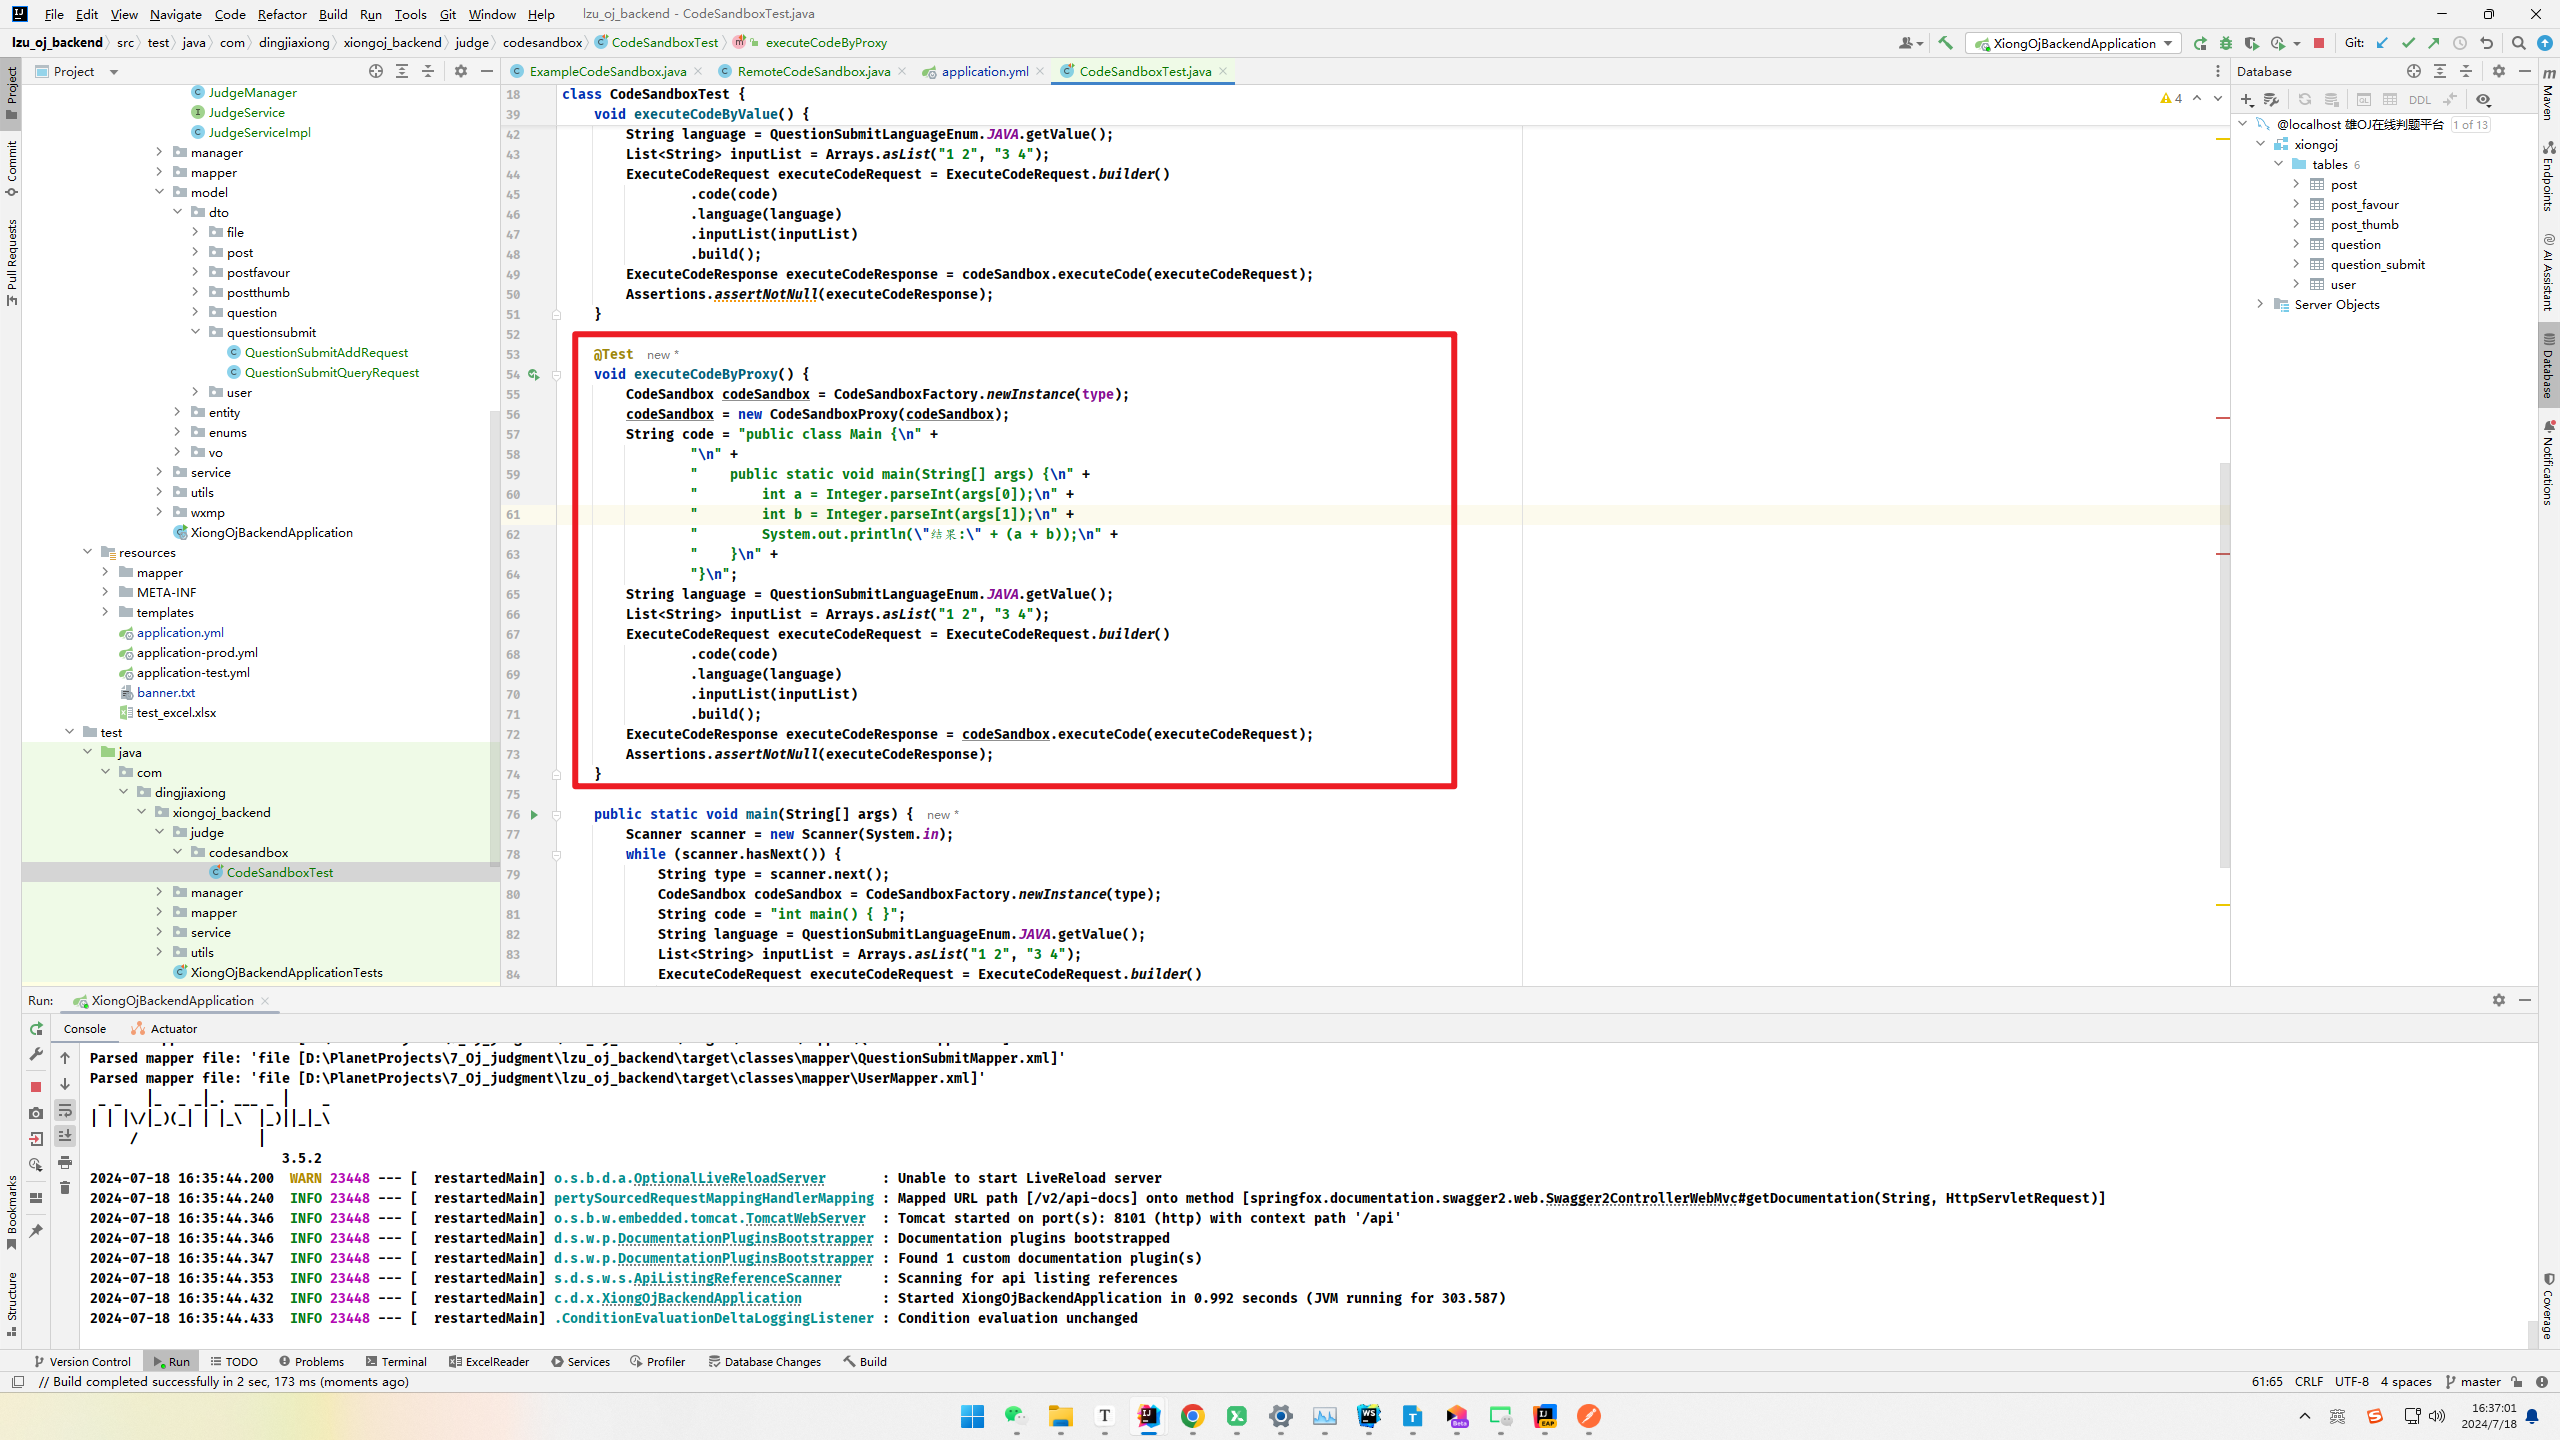 File Edit View Navigate Code Refactor Build Run Tools Git Window Help lzu_oj_backend - CodeSandboxTest.java
lzu_oj_backend src test java com dingjiaxiong xiongoj_backend judge codesandbox CodeSandboxTest executeCodeByProxy
XiongOjBackendApplication Git:
Project
ExampleCodeSandbox.java RemoteCodeSandbox.java application.yml CodeSandboxTest.java
Database
Project
Commit
Pull Requests
Bookmarks
Structure
JudgeManager
JudgeService
JudgeServiceImpl
manager
mapper
model
dto
file
post
postfavour
postthumb
question
questionsubmit
QuestionSubmitAddRequest
QuestionSubmitQueryRequest
user
entity
enums
vo
service
utils
wxmp
XiongOjBackendApplication
resources
mapper
META-INF
templates
application.yml
application-prod.yml
application-test.yml
banner.txt
test_excel.xlsx
test
java
com
dingjiaxiong
xiongoj_backend
judge
codesandbox
CodeSandboxTest
manager
mapper
service
utils
XiongOjBackendApplicationTests
4
18 class CodeSandboxTest {
39 void executeCodeByValue() {
42 String language = QuestionSubmitLanguageEnum.JAVA.getValue();
43 List<String> inputList = Arrays.asList("1 2", "3 4");
44 ExecuteCodeRequest executeCodeRequest = ExecuteCodeRequest.builder()
45 .code(code)
46 .language(language)
47 .inputList(inputList)
48 .build();
49 ExecuteCodeResponse executeCodeResponse = codeSandbox.executeCode(executeCodeRequest);
50 Assertions.assertNotNull(executeCodeResponse);
51 }
52
53 @Test new *
54 void executeCodeByProxy() {
55 CodeSandbox codeSandbox = CodeSandboxFactory.newInstance(type);
56 codeSandbox = new CodeSandboxProxy(codeSandbox);
57 String code = "public class Main {\n" +
58 "\n" +
59 "    public static void main(String[] args) {\n" +
60 "        int a = Integer.parseInt(args[0]);\n" +
61 "        int b = Integer.parseInt(args[1]);\n" +
62 "        System.out.println(\"结果:\" + (a + b));\n" +
63 "    }\n" +
64 "}\n";
65 String language = QuestionSubmitLanguageEnum.JAVA.getValue();
66 List<String> inputList = Arrays.asList("1 2", "3 4");
67 ExecuteCodeRequest executeCodeRequest = ExecuteCodeRequest.builder()
68 .code(code)
69 .language(language)
70 .inputList(inputList)
71 .build();
72 ExecuteCodeResponse executeCodeResponse = codeSandbox.executeCode(executeCodeRequest);
73 Assertions.assertNotNull(executeCodeResponse);
74 }
75
76 public static void main(String[] args) { new *
77 Scanner scanner = new Scanner(System.in);
78 while (scanner.hasNext()) {
79 String type = scanner.next();
80 CodeSandbox codeSandbox = CodeSandboxFactory.newInstance(type);
81 String code = "int main() { }";
82 String language = QuestionSubmitLanguageEnum.JAVA.getValue();
83 List<String> inputList = Arrays.asList("1 2", "3 4");
84 ExecuteCodeRequest executeCodeRequest = ExecuteCodeRequest.builder()
DDL
@localhost 雄OJ在线判题平台 1 of 13
xiongoj
tables 6
post
post_favour
post_thumb
question
question_submit
user
Server Objects
Maven
Endpoints
AI Assistant
Database
Notifications
Coverage
Run: XiongOjBackendApplication
Console Actuator
Parsed mapper file: 'file [D:\PlanetProjects\7_Oj_judgment\lzu_oj_backend\target\classes\mapper\QuestionSubmitMapper.xml]'
Parsed mapper file: 'file [D:\PlanetProjects\7_Oj_judgment\lzu_oj_backend\target\classes\mapper\UserMapper.xml]'
 _ _   |_  _ _|_. ___ _ |    _
| | |\/|_)(_| | |_\  |_)||_|_\
     /               |
3.5.2
2024-07-18 16:35:44.200  WARN 23448 --- [  restartedMain] o.s.b.d.a.OptionalLiveReloadServer       : Unable to start LiveReload server
2024-07-18 16:35:44.240  INFO 23448 --- [  restartedMain] pertySourcedRequestMappingHandlerMapping : Mapped URL path [/v2/api-docs] onto method [springfox.documentation.swagger2.web.Swagger2ControllerWebMvc#getDocumentation(String, HttpServletRequest)]
2024-07-18 16:35:44.346  INFO 23448 --- [  restartedMain] o.s.b.w.embedded.tomcat.TomcatWebServer  : Tomcat started on port(s): 8101 (http) with context path '/api'
2024-07-18 16:35:44.346  INFO 23448 --- [  restartedMain] d.s.w.p.DocumentationPluginsBootstrapper : Documentation plugins bootstrapped
2024-07-18 16:35:44.347  INFO 23448 --- [  restartedMain] d.s.w.p.DocumentationPluginsBootstrapper : Found 1 custom documentation plugin(s)
2024-07-18 16:35:44.353  INFO 23448 --- [  restartedMain] s.d.s.w.s.ApiListingReferenceScanner     : Scanning for api listing references
2024-07-18 16:35:44.432  INFO 23448 --- [  restartedMain] c.d.x.XiongOjBackendApplication          : Started XiongOjBackendApplication in 0.992 seconds (JVM running for 303.587)
2024-07-18 16:35:44.433  INFO 23448 --- [  restartedMain] .ConditionEvaluationDeltaLoggingListener : Condition evaluation unchanged
Version Control Run TODO Problems Terminal ExcelReader Services Profiler Database Changes Build
// Build completed successfully in 2 sec, 173 ms (moments ago)
61:65 CRLF UTF-8 4 spaces master
16:37:01
2024/7/18